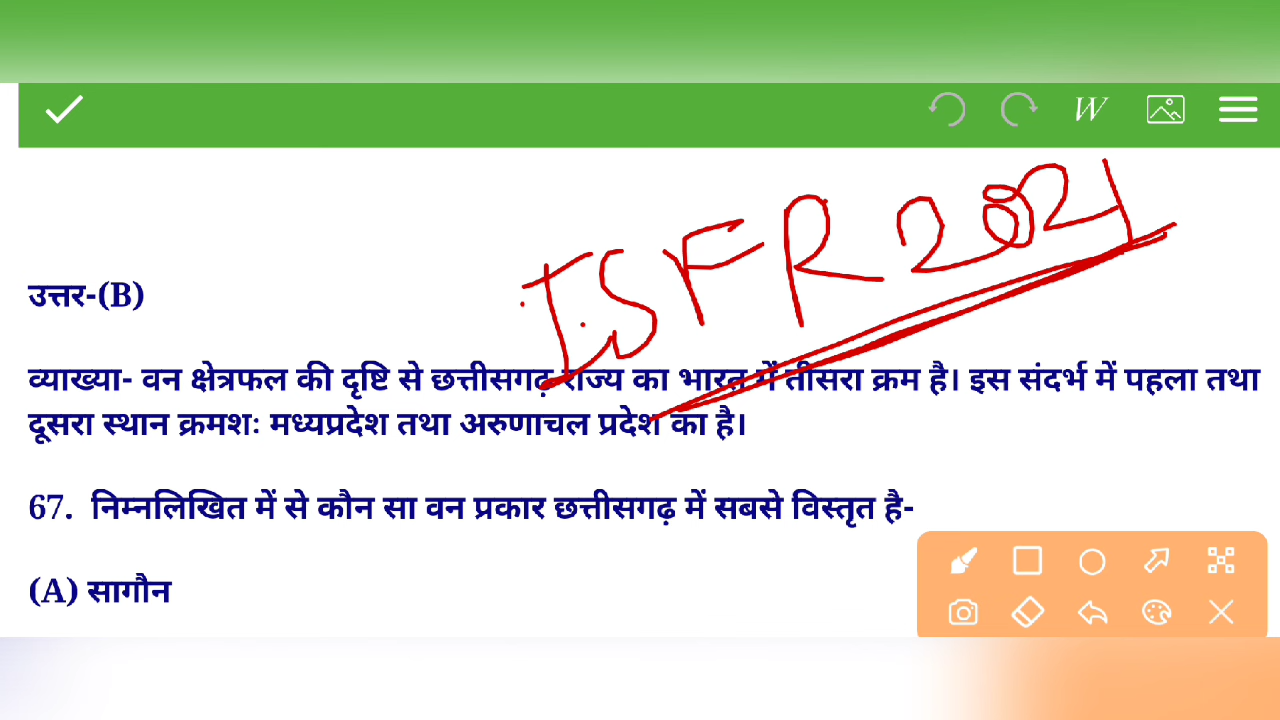 W
ISFR 2021
उत्तर-(B)
व्याख्या- वन क्षेत्रफल की दृष्टि से छत्तीसगढ़ राज्य का भारत में तीसरा क्रम है। इस संदर्भ में पहला तथा
दूसरा स्थान क्रमशः मध्यप्रदेश तथा अरुणाचल प्रदेश का है।
67. निम्नलिखित में से कौन सा वन प्रकार छत्तीसगढ़ में सबसे विस्तृत है-
(A) सागौन